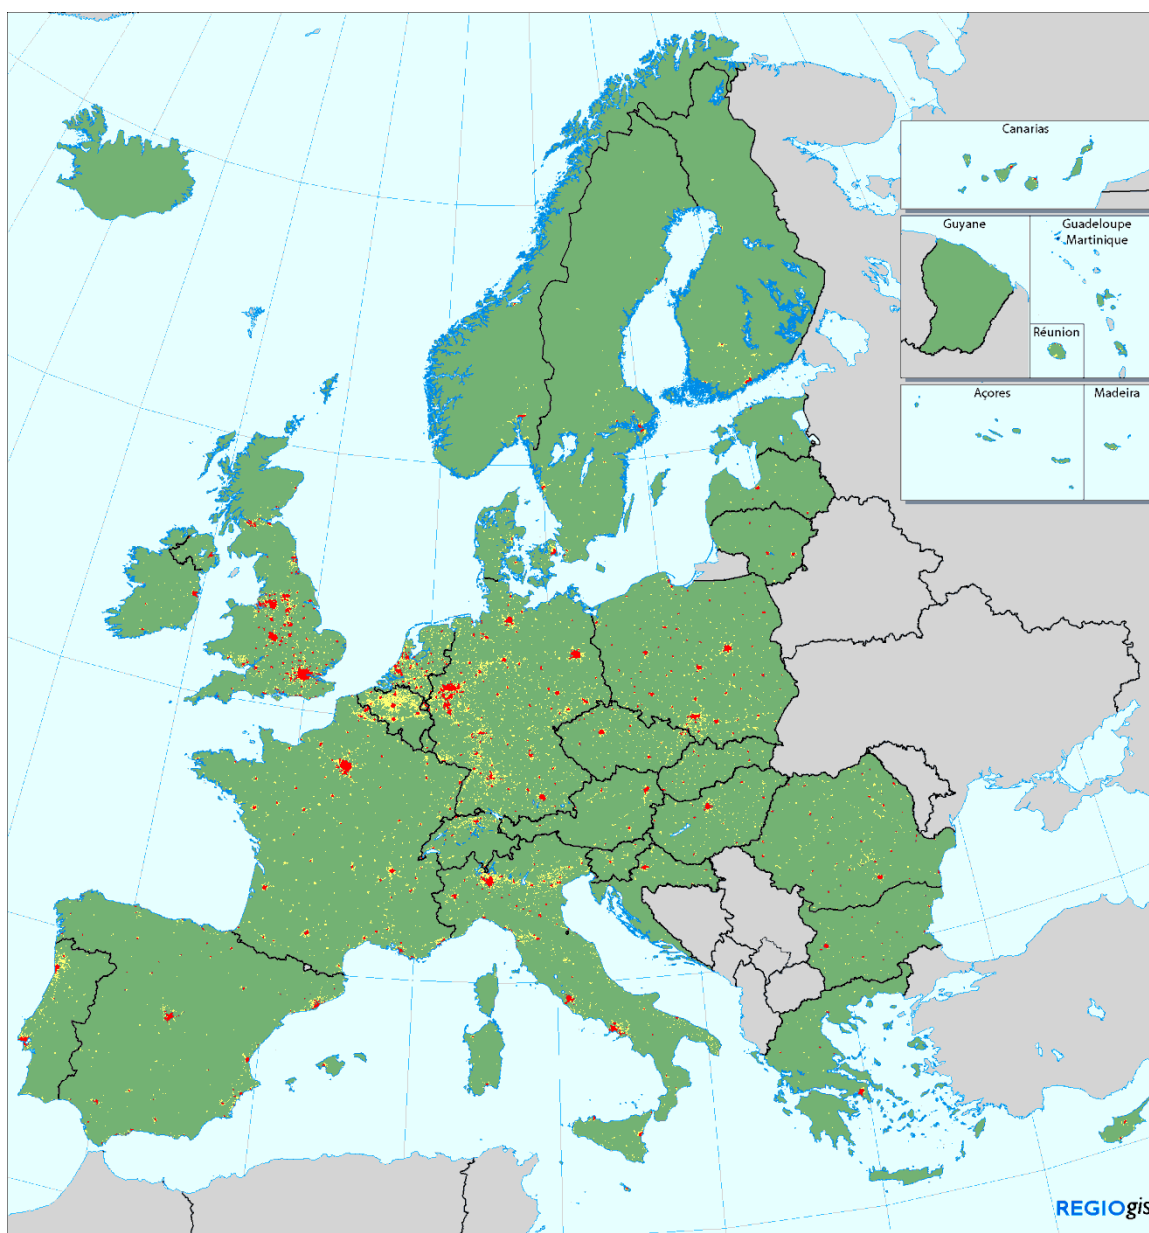 Canarias
Guyane
Guadeloupe
Martinique
Réunion
Açores
Madeira
REGIOgis